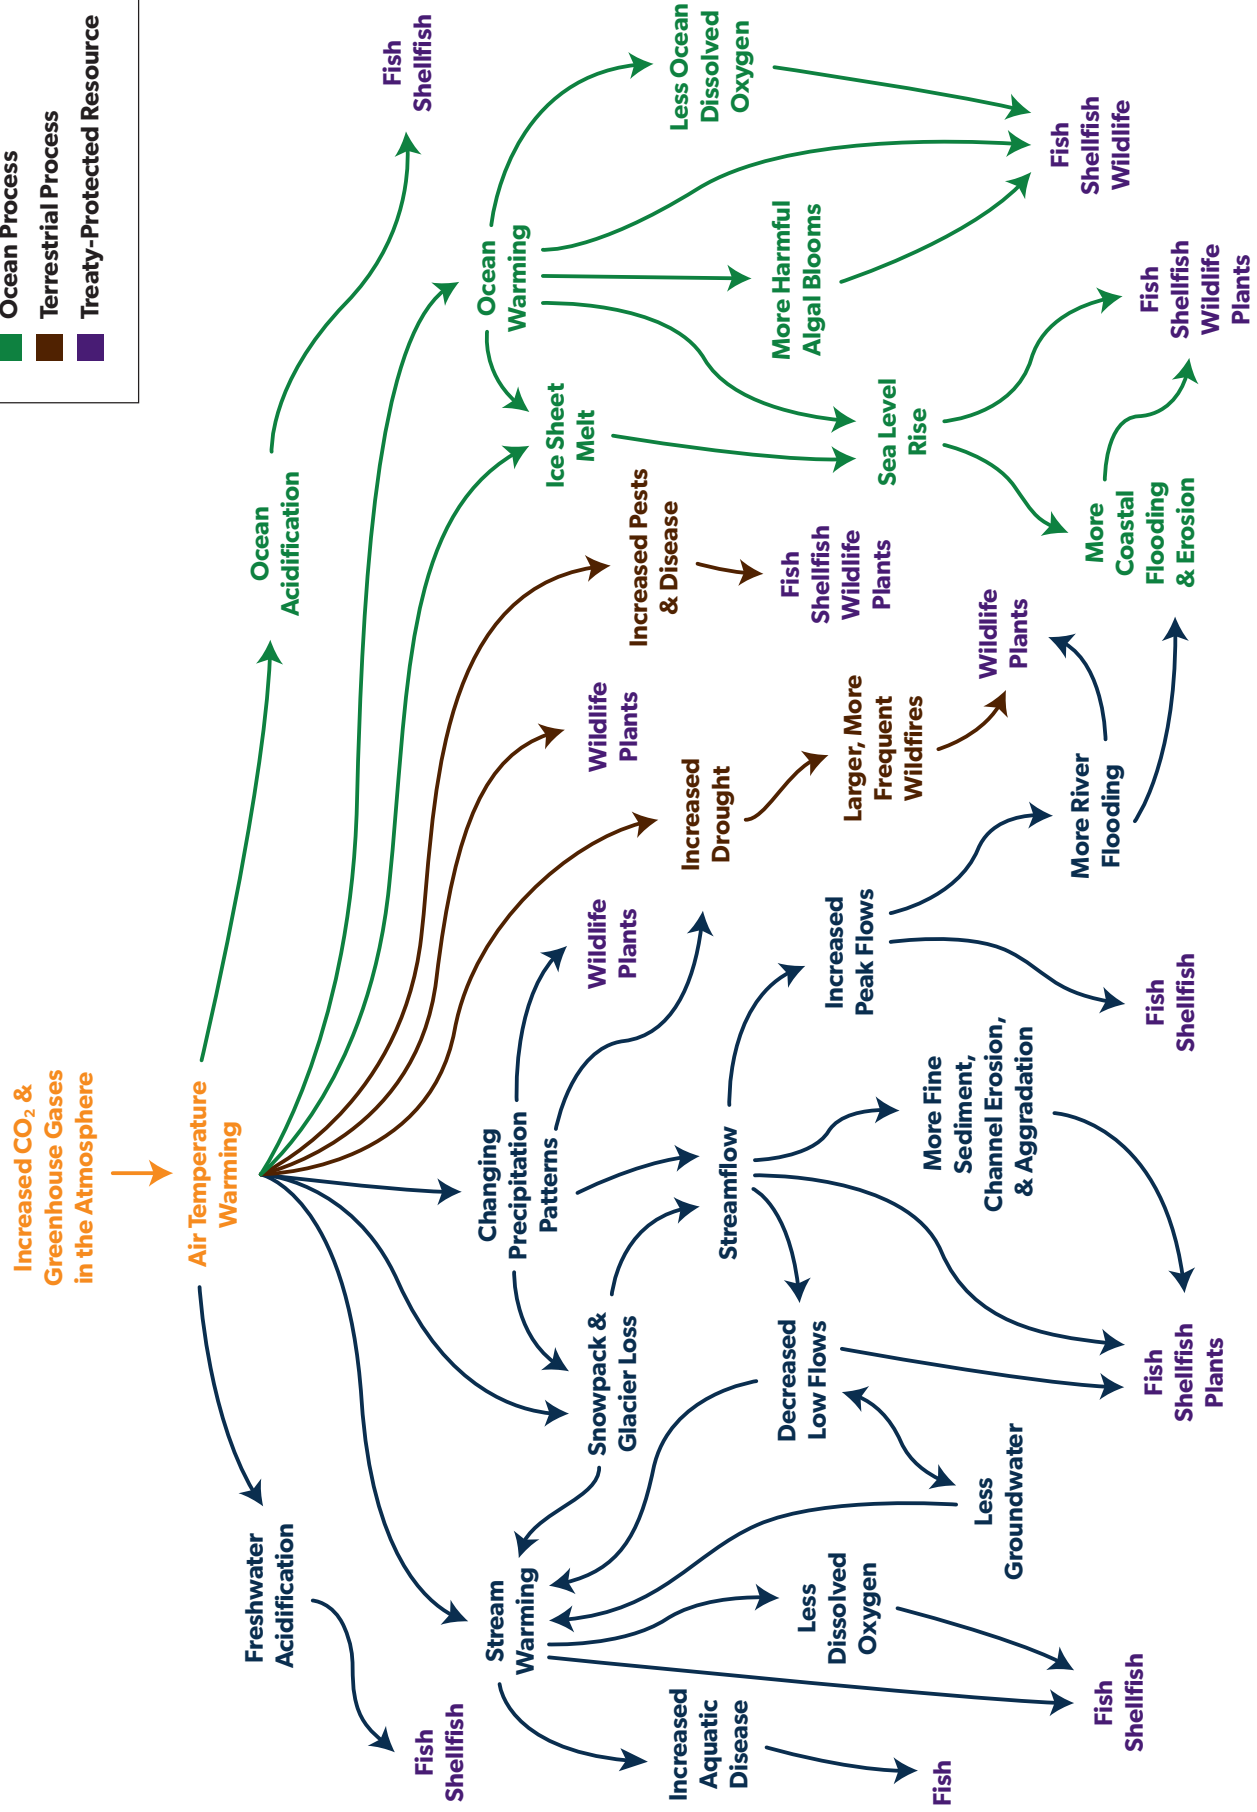 Ocean Process
Terrestrial Process
Treaty-Protected Resource
Increased CO₂ &
Greenhouse Gases
in the Atmosphere
Air Temperature
Warming
Freshwater
Acidification
Fish
Shellfish
Ocean
Acidification
Fish
Shellfish
Stream
Warming
Increased
Aquatic
Disease
Fish
Less
Dissolved
Oxygen
Fish
Shellfish
Snowpack &
Glacier Loss
Changing
Precipitation
Patterns
Wildlife
Plants
Streamflow
Decreased
Low Flows
Less
Groundwater
More Fine
Sediment,
Channel Erosion,
& Aggradation
Fish
Shellfish
Plants
Increased
Peak Flows
Fish
Shellfish
More River
Flooding
Wildlife
Plants
Increased
Drought
Larger, More
Frequent
Wildfires
Wildlife
Plants
Increased Pests
& Disease
Fish
Shellfish
Wildlife
Plants
Ice Sheet
Melt
Ocean
Warming
Sea Level
Rise
More
Coastal
Flooding
& Erosion
Fish
Shellfish
Wildlife
Plants
More Harmful
Algal Blooms
Less Ocean
Dissolved
Oxygen
Fish
Shellfish
Wildlife